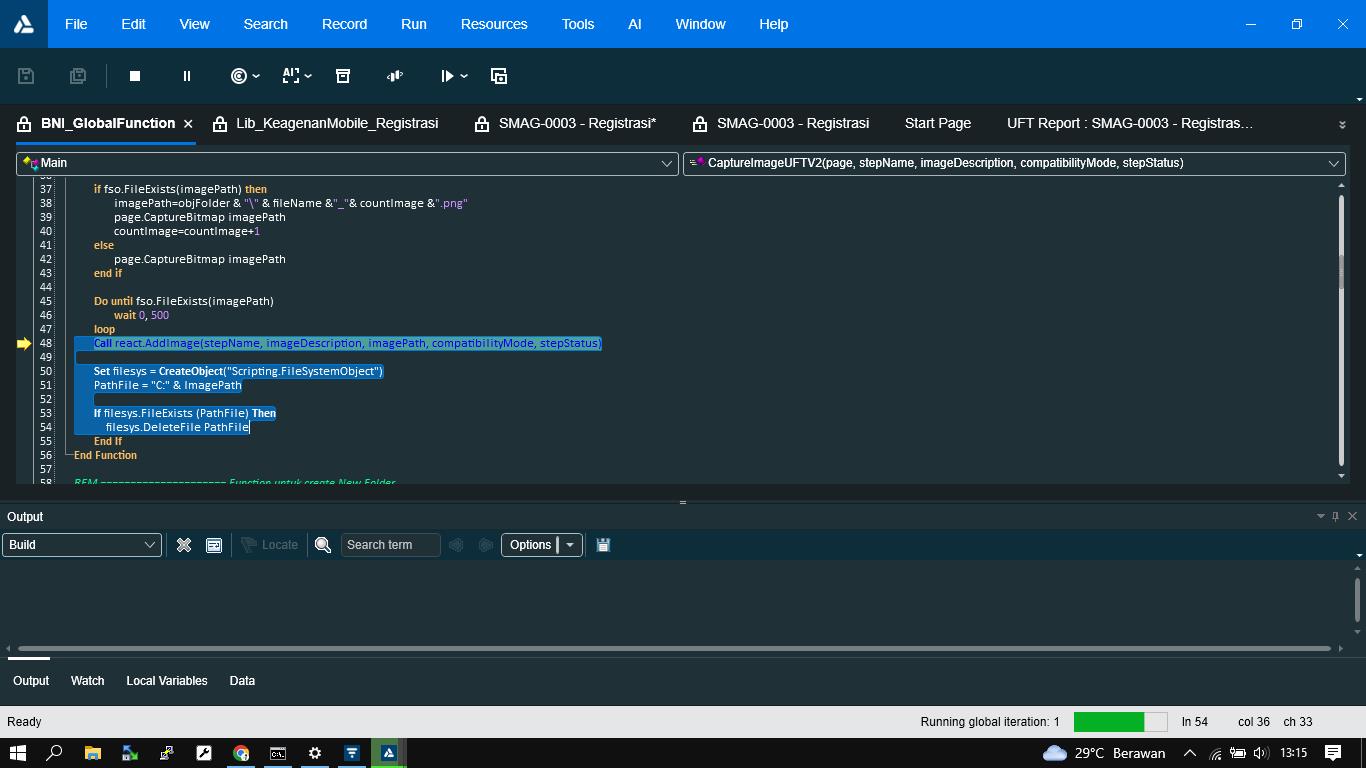 File Edit View Search Record Run Resources Tools AI Window Help
BNI_GlobalFunction Lib_KeagenanMobile_Registrasi SMAG-0003 - Registrasi* SMAG-0003 - Registrasi Start Page UFT Report : SMAG-0003 - Registras...
Main CaptureImageUFTV2(page, stepName, imageDescription, compatibilityMode, stepStatus)
37 if fso.FileExists(imagePath) then
38 imagePath=objFolder & "\" & fileName &"_"& countImage &".png"
39 page.CaptureBitmap imagePath
40 countImage=countImage+1
41 else
42 page.CaptureBitmap imagePath
43 end if
44
45 Do until fso.FileExists(imagePath)
46 wait 0, 500
47 loop
48 Call react.AddImage(stepName, imageDescription, imagePath, compatibilityMode, stepStatus)
49
50 Set filesys = CreateObject("Scripting.FileSystemObject")
51 PathFile = "C:" & ImagePath
52
53 If filesys.FileExists (PathFile) Then
54 filesys.DeleteFile PathFile
55 End If
56 End Function
57
58 REM ===================== Function untuk create New Folder
Output
Build Locate Search term Options
Output Watch Local Variables Data
Ready Running global iteration: 1 ln 54 col 36 ch 33
29°C Berawan 13:15